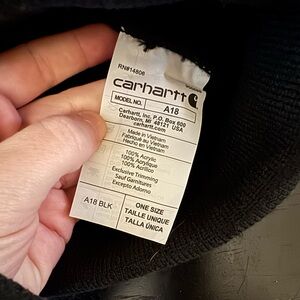 RN#14806
carhartt
MODEL NO. A18
Carhartt, Inc. P.O. Box 600
Dearborn, MI 48121 USA
carhartt.com
Made in Vietnam
Fabriqué au Vietnam
Hecho en Vietnam
100% Acrylic
100% Acrylique
100% Acrílico
Exclusive Trimming
Sauf Garnitures
Excepto Adorno
A18 BLK
ONE SIZE
TAILLE UNIQUE
TALLA ÚNICA